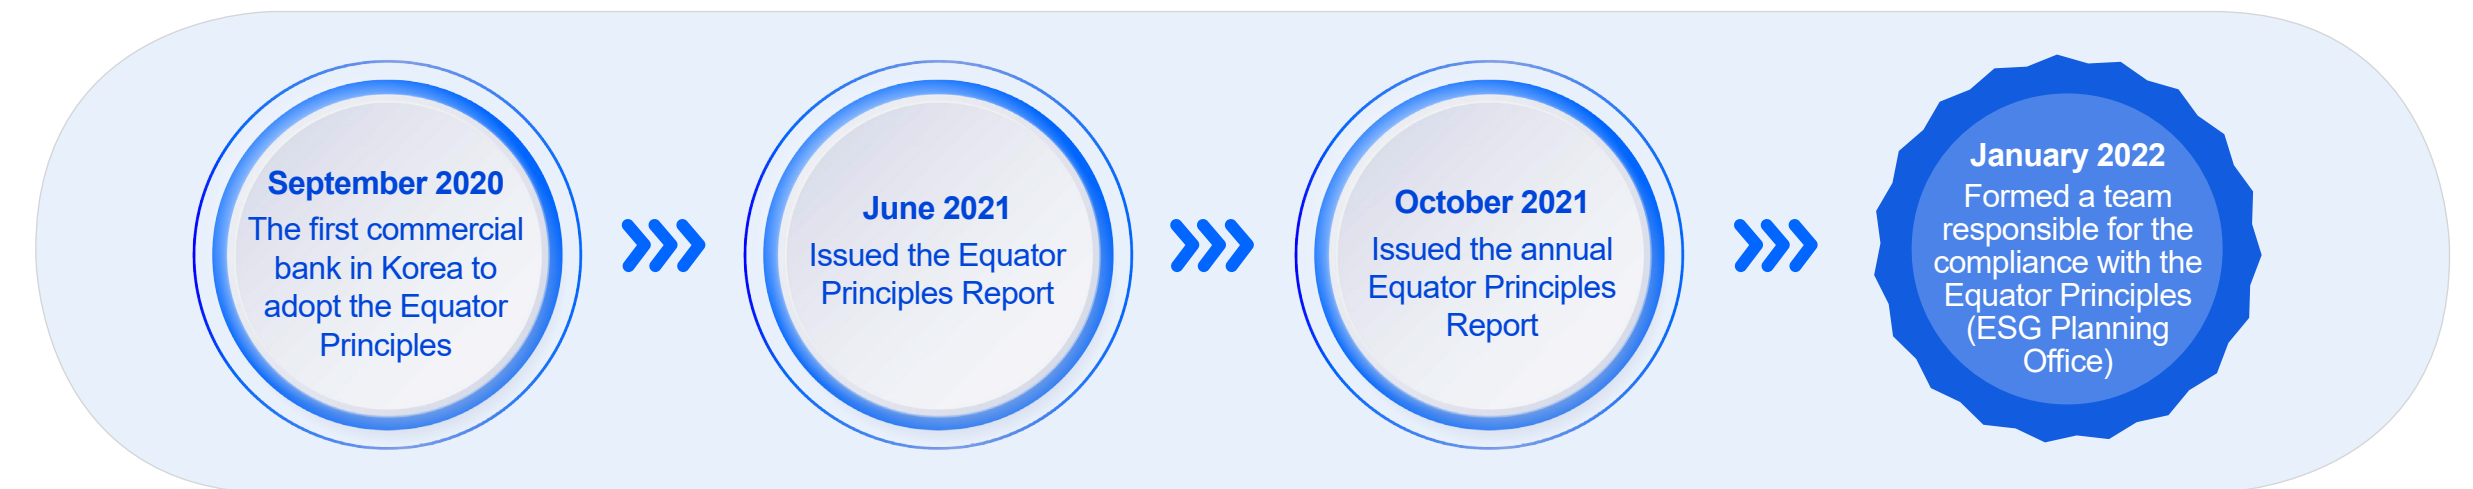 September 2020
The first commercial
bank in Korea to
adopt the Equator
Principles
June 2021
Issued the Equator
Principles Report
October 2021
Issued the annual
Equator Principles
Report
January 2022
Formed a team
responsible for the
compliance with the
Equator Principles
(ESG Planning
Office)